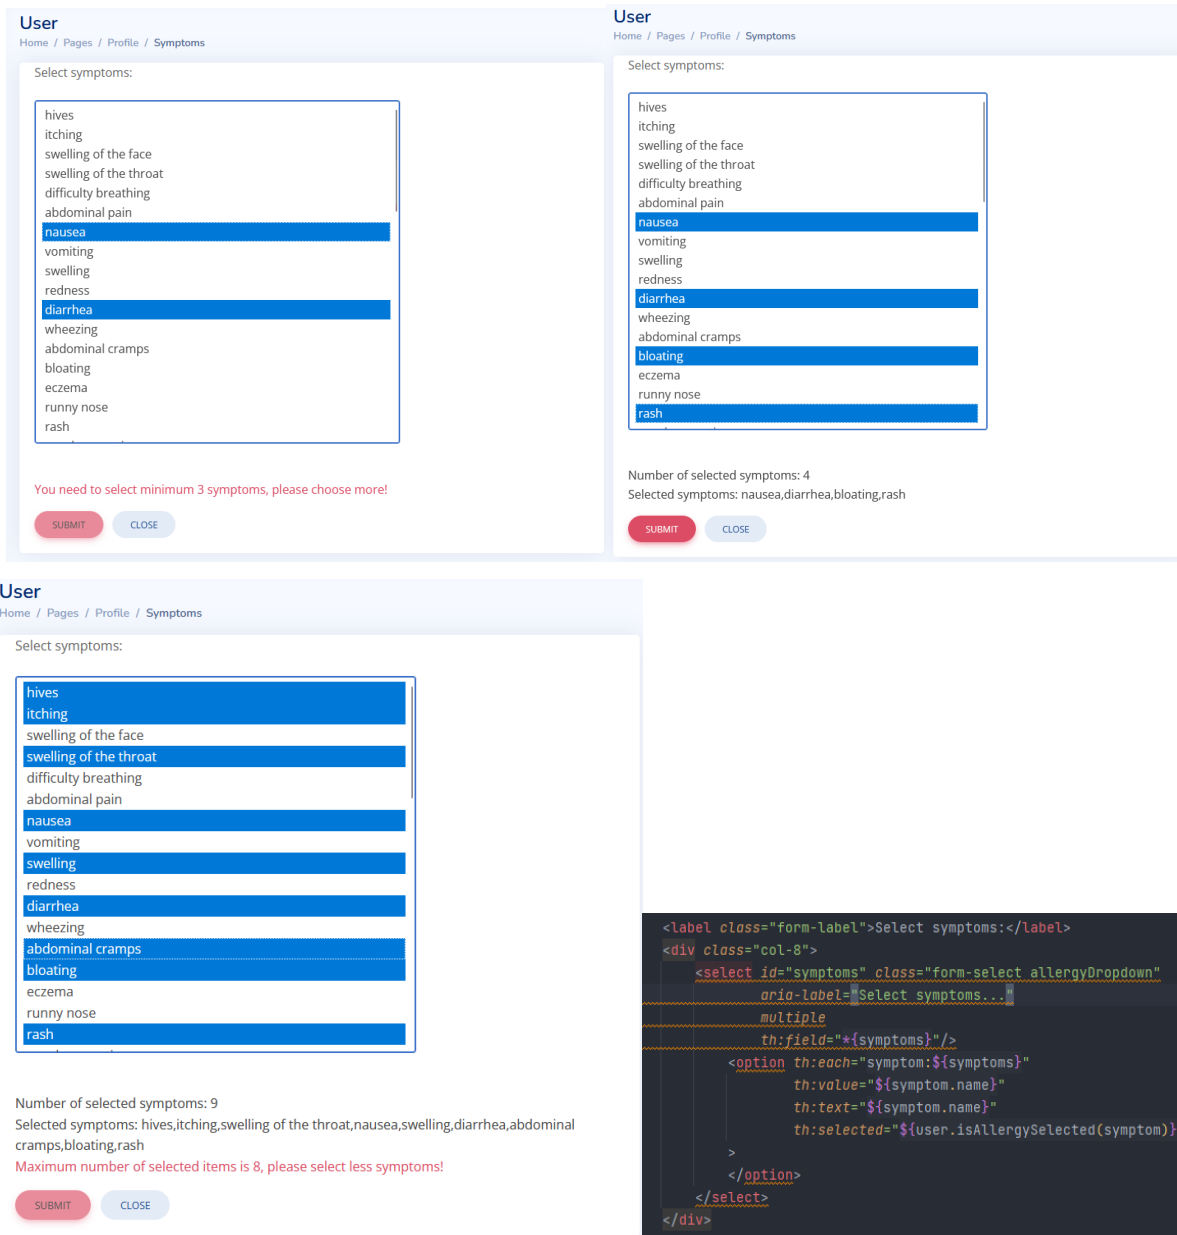 User
Home / Pages / Profile / Symptoms
Select symptoms:
hives
itching
swelling of the face
swelling of the throat
difficulty breathing
abdominal pain
nausea
vomiting
swelling
redness
diarrhea
wheezing
abdominal cramps
bloating
eczema
runny nose
rash
You need to select minimum 3 symptoms, please choose more!
SUBMIT
CLOSE
User
Home / Pages / Profile / Symptoms
Select symptoms:
hives
itching
swelling of the face
swelling of the throat
difficulty breathing
abdominal pain
nausea
vomiting
swelling
redness
diarrhea
wheezing
abdominal cramps
bloating
eczema
runny nose
rash
Number of selected symptoms: 4
Selected symptoms: nausea,diarrhea,bloating,rash
SUBMIT
CLOSE
User
Home / Pages / Profile / Symptoms
Select symptoms:
hives
itching
swelling of the face
swelling of the throat
difficulty breathing
abdominal pain
nausea
vomiting
swelling
redness
diarrhea
wheezing
abdominal cramps
bloating
eczema
runny nose
rash
Number of selected symptoms: 9
Selected symptoms: hives,itching,swelling of the throat,nausea,swelling,diarrhea,abdominal
cramps,bloating,rash
Maximum number of selected items is 8, please select less symptoms!
SUBMIT
CLOSE
<label class="form-label">Select symptoms:</label>
<div class="col-8">
<select id="symptoms" class="form-select allergyDropdown"
aria-label="Select symptoms..."
multiple
th:field="*{symptoms}"/>
<option th:each="symptom:${symptoms}"
th:value="${symptom.name}"
th:text="${symptom.name}"
th:selected="${user.isAllergySelected(symptom)}
>
</option>
</select>
</div>